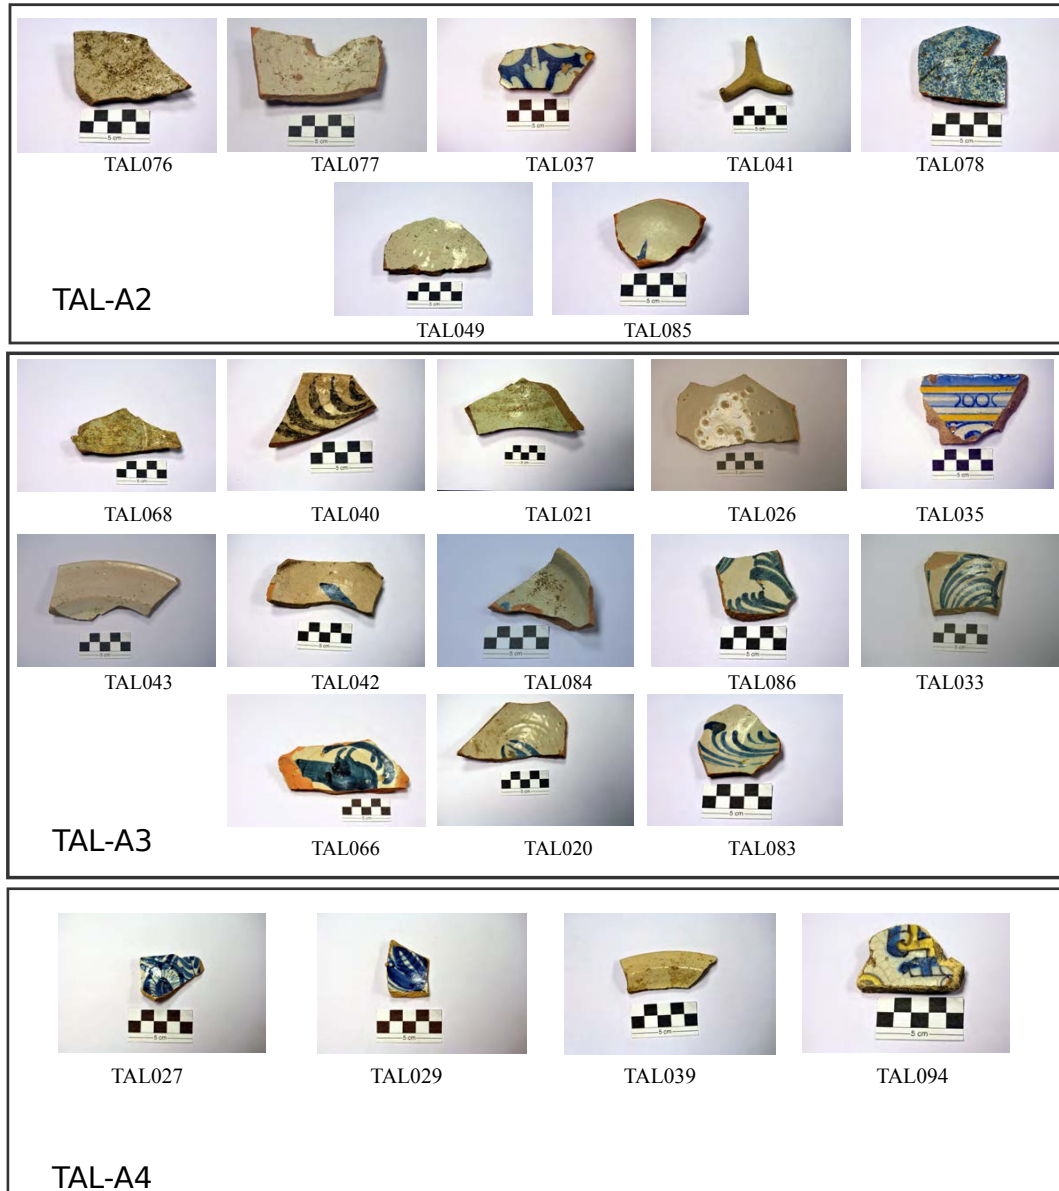 TAL076 TAL077 TAL037 TAL041 TAL078
TAL049 TAL085
TAL-A2
TAL068 TAL040 TAL021 TAL026 TAL035
TAL043 TAL042 TAL084 TAL086 TAL033
TAL066 TAL020 TAL083
TAL-A3
TAL027 TAL029 TAL039 TAL094
TAL-A4